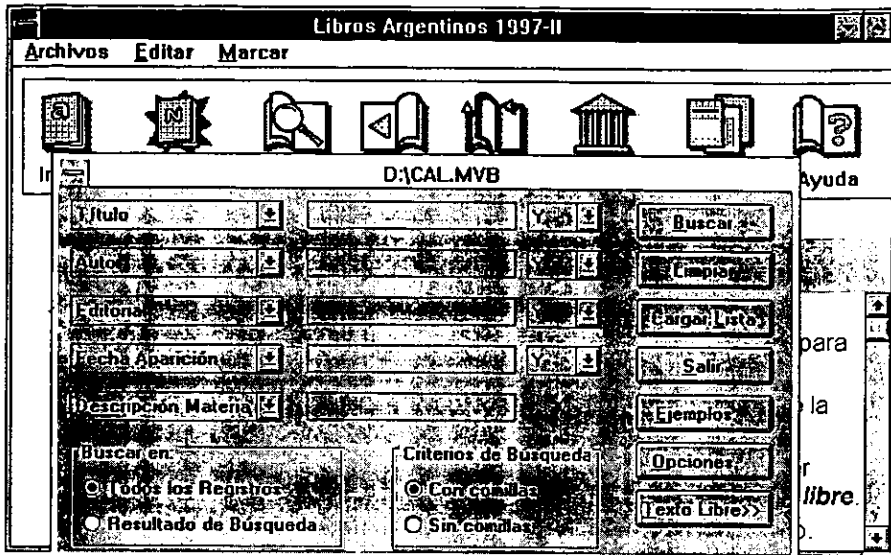 Libros Argentinos 1997-II
Archivos Editar Marcar
Ayuda
D:\CAL.MVB
Título Y Buscar
Autor Y Limpiar
Editorial Cargar Lista
Fecha Aparición Y Salir
Descripción Materia Ejemplos
Opciones
Texto Libre>>
Buscar en:
Todos los Registros
Resultado de Búsqueda
Criterios de Búsqueda
Con comillas
Sin comillas
para
la
libre.